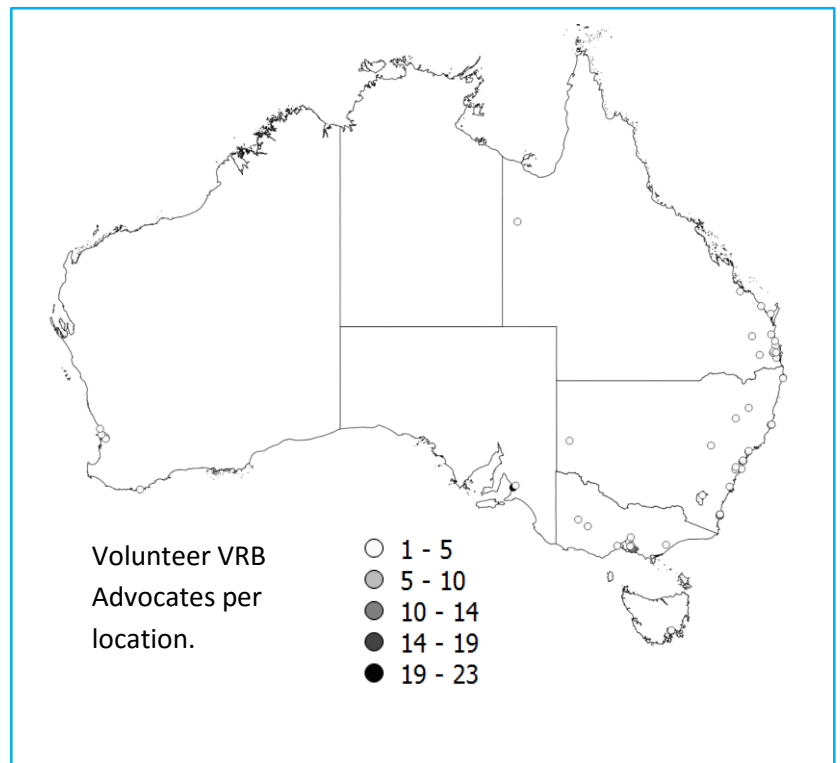 Volunteer VRB
Advocates per
location.
1 - 5
5 - 10
10 - 14
14 - 19
19 - 23